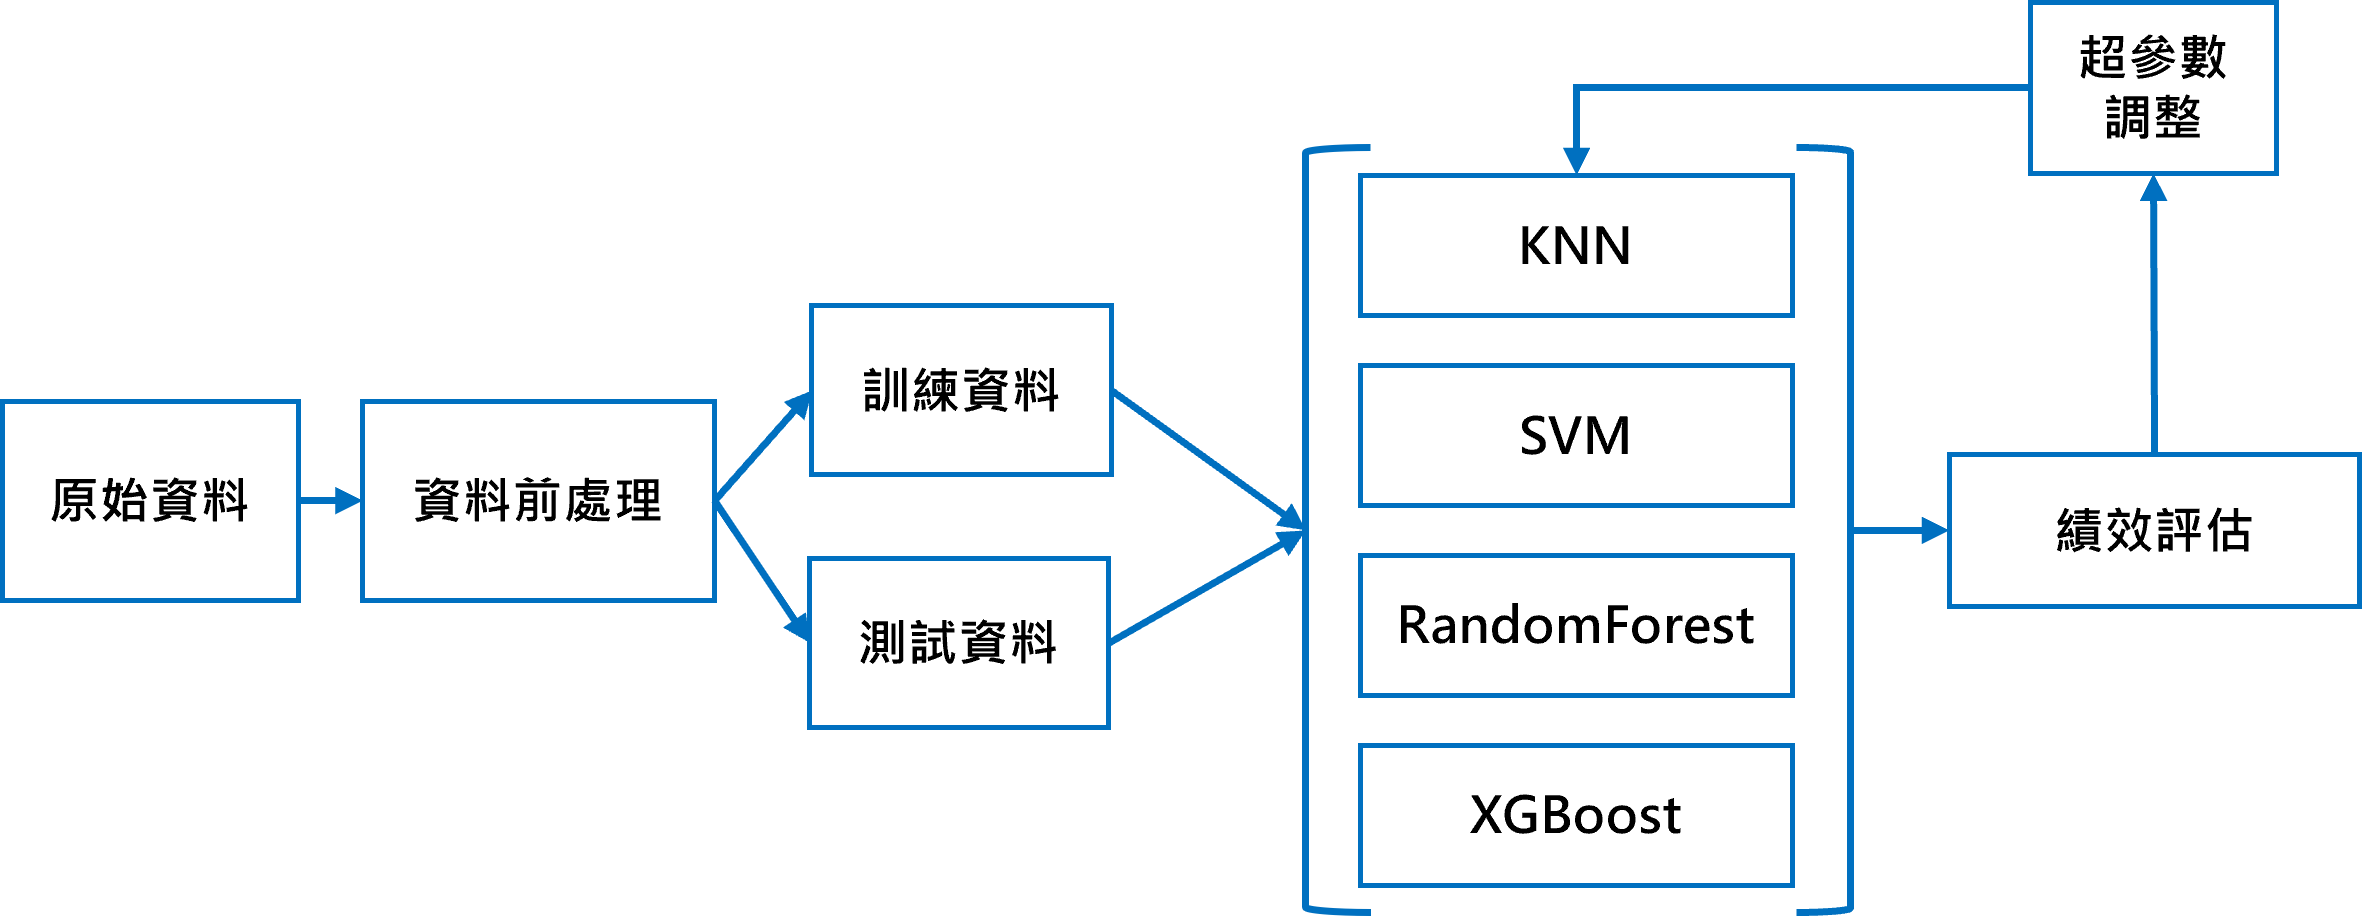 原始資料
資料前處理
訓練資料
測試資料
KNN
SVM
RandomForest
XGBoost
績效評估
超參數
調整